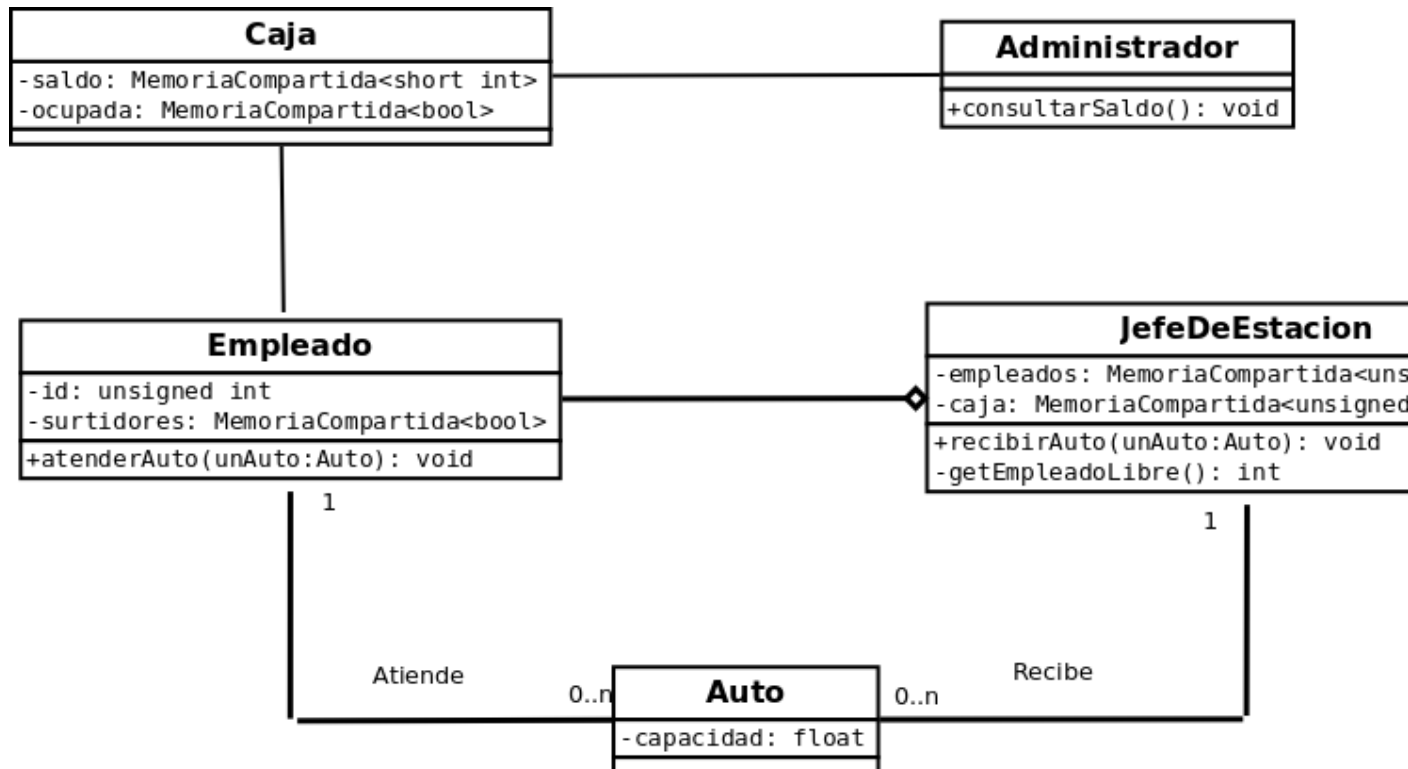 Caja
-saldo: MemoriaCompartida<short int>
-ocupada: MemoriaCompartida<bool>
Administrador
+consultarSaldo(): void
Empleado
-id: unsigned int
-surtidores: MemoriaCompartida<bool>
+atenderAuto(unAuto:Auto): void
JefeDeEstacion
-empleados: MemoriaCompartida<uns
-caja: MemoriaCompartida<unsigned
+recibirAuto(unAuto:Auto): void
-getEmpleadoLibre(): int
1
1
Atiende
0..n
Recibe
0..n
Auto
-capacidad: float